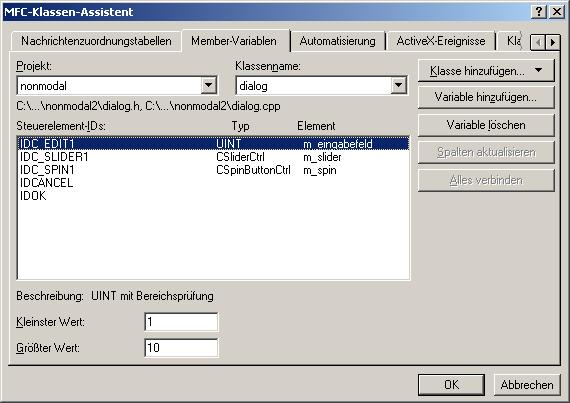 MFC-Klassen-Assistent
Nachrichtenzuordnungstabellen Member-Variablen Automatisierung ActiveX-Ereignisse Kla
Projekt: Klassenname:
nonmodal dialog
Klasse hinzufügen...
C:\...\nonmodal2\dialog.h, C:\...\nonmodal2\dialog.cpp
Variable hinzufügen...
Steuerelement-IDs: Typ Element
Variable löschen
IDC_EDIT1 UINT m_eingabefeld
Spalten aktualisieren
IDC_SLIDER1 CSliderCtrl m_slider
IDC_SPIN1 CSpinButtonCtrl m_spin
Alles verbinden
IDCANCEL
IDOK
Beschreibung: UINT mit Bereichsprüfung
Kleinster Wert: 1
Größter Wert: 10
OK Abbrechen